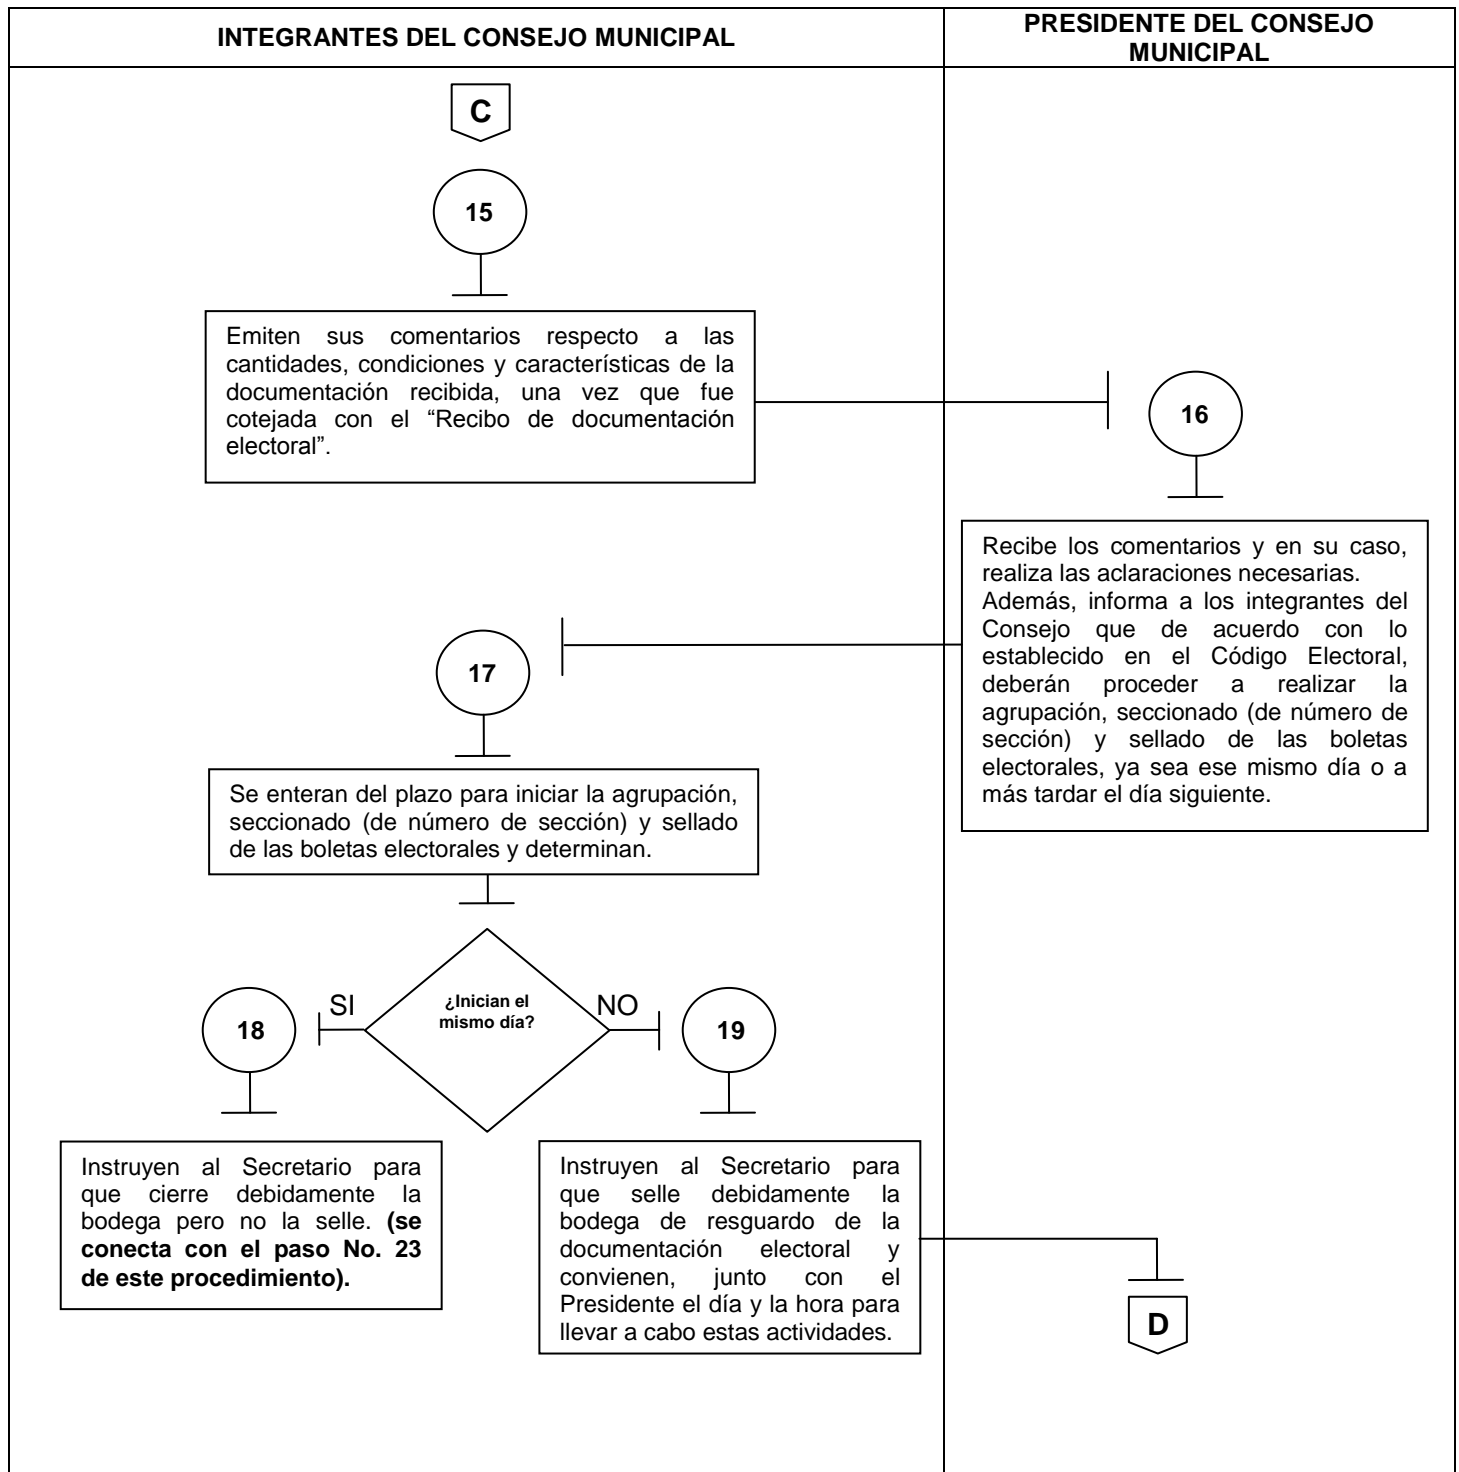 INTEGRANTES DEL CONSEJO MUNICIPAL
PRESIDENTE DEL CONSEJO
MUNICIPAL
C
15
Emiten sus comentarios respecto a las
cantidades, condiciones y características de la
documentación recibida, una vez que fue
cotejada con el “Recibo de documentación
electoral”.
16
Recibe los comentarios y en su caso,
realiza las aclaraciones necesarias.
Además, informa a los integrantes del
Consejo que de acuerdo con lo
establecido en el Código Electoral,
deberán proceder a realizar la
agrupación, seccionado (de número de
sección) y sellado de las boletas
electorales, ya sea ese mismo día o a
más tardar el día siguiente.
17
Se enteran del plazo para iniciar la agrupación,
seccionado (de número de sección) y sellado
de las boletas electorales y determinan.
¿Inician el
mismo día?
SI
NO
18
19
Instruyen al Secretario para
que cierre debidamente la
bodega pero no la selle. (se
conecta con el paso No. 23
de este procedimiento).
Instruyen al Secretario para
que selle debidamente la
bodega de resguardo de la
documentación electoral y
convienen, junto con el
Presidente el día y la hora para
llevar a cabo estas actividades.
D